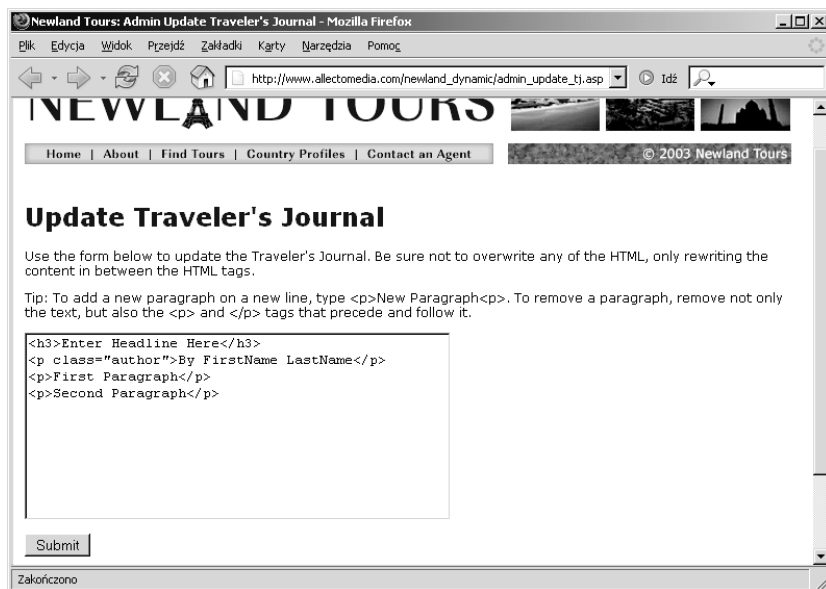 Newland Tours: Admin Update Traveler's Journal - Mozilla Firefox
Plik Edycja Widok Przejdź Zakładki Karty Narzędzia Pomoc
http://www.allectomedia.com/newland_dynamic/admin_update_tj.asp Idź
NEWLAND TOURS
Home | About | Find Tours | Country Profiles | Contact an Agent © 2003 Newland Tours
Update Traveler's Journal
Use the form below to update the Traveler's Journal. Be sure not to overwrite any of the HTML, only rewriting the
content in between the HTML tags.
Tip: To add a new paragraph on a new line, type <p>New Paragraph<p>. To remove a paragraph, remove not only
the text, but also the <p> and </p> tags that precede and follow it.
<h3>Enter Headline Here</h3>
<p class="author">By FirstName LastName</p>
<p>First Paragraph</p>
<p>Second Paragraph</p>
Submit
Zakończono